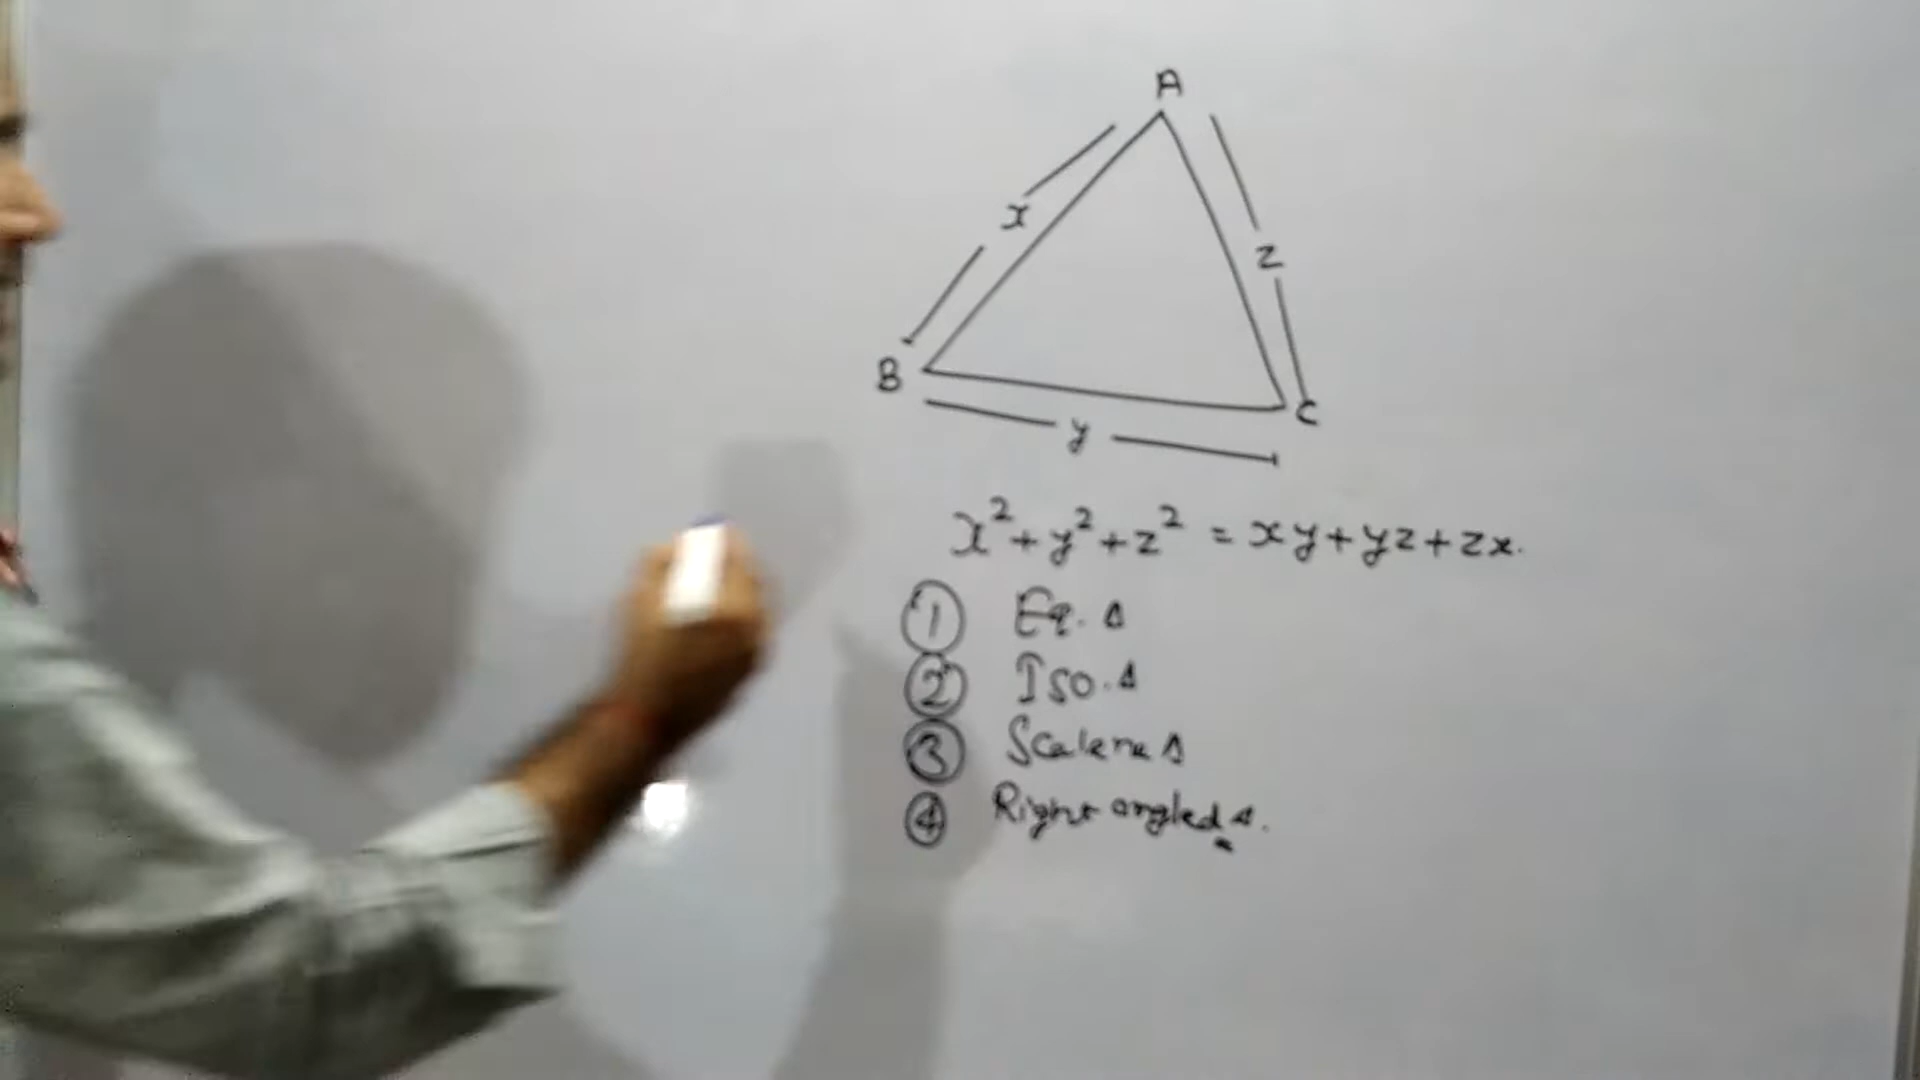 A
x
z
B
C
y
x²+y²+z² = xy+yz+zx.
① Eq. Δ
② Iso. Δ
③ Scalene Δ
④ Right angled Δ.